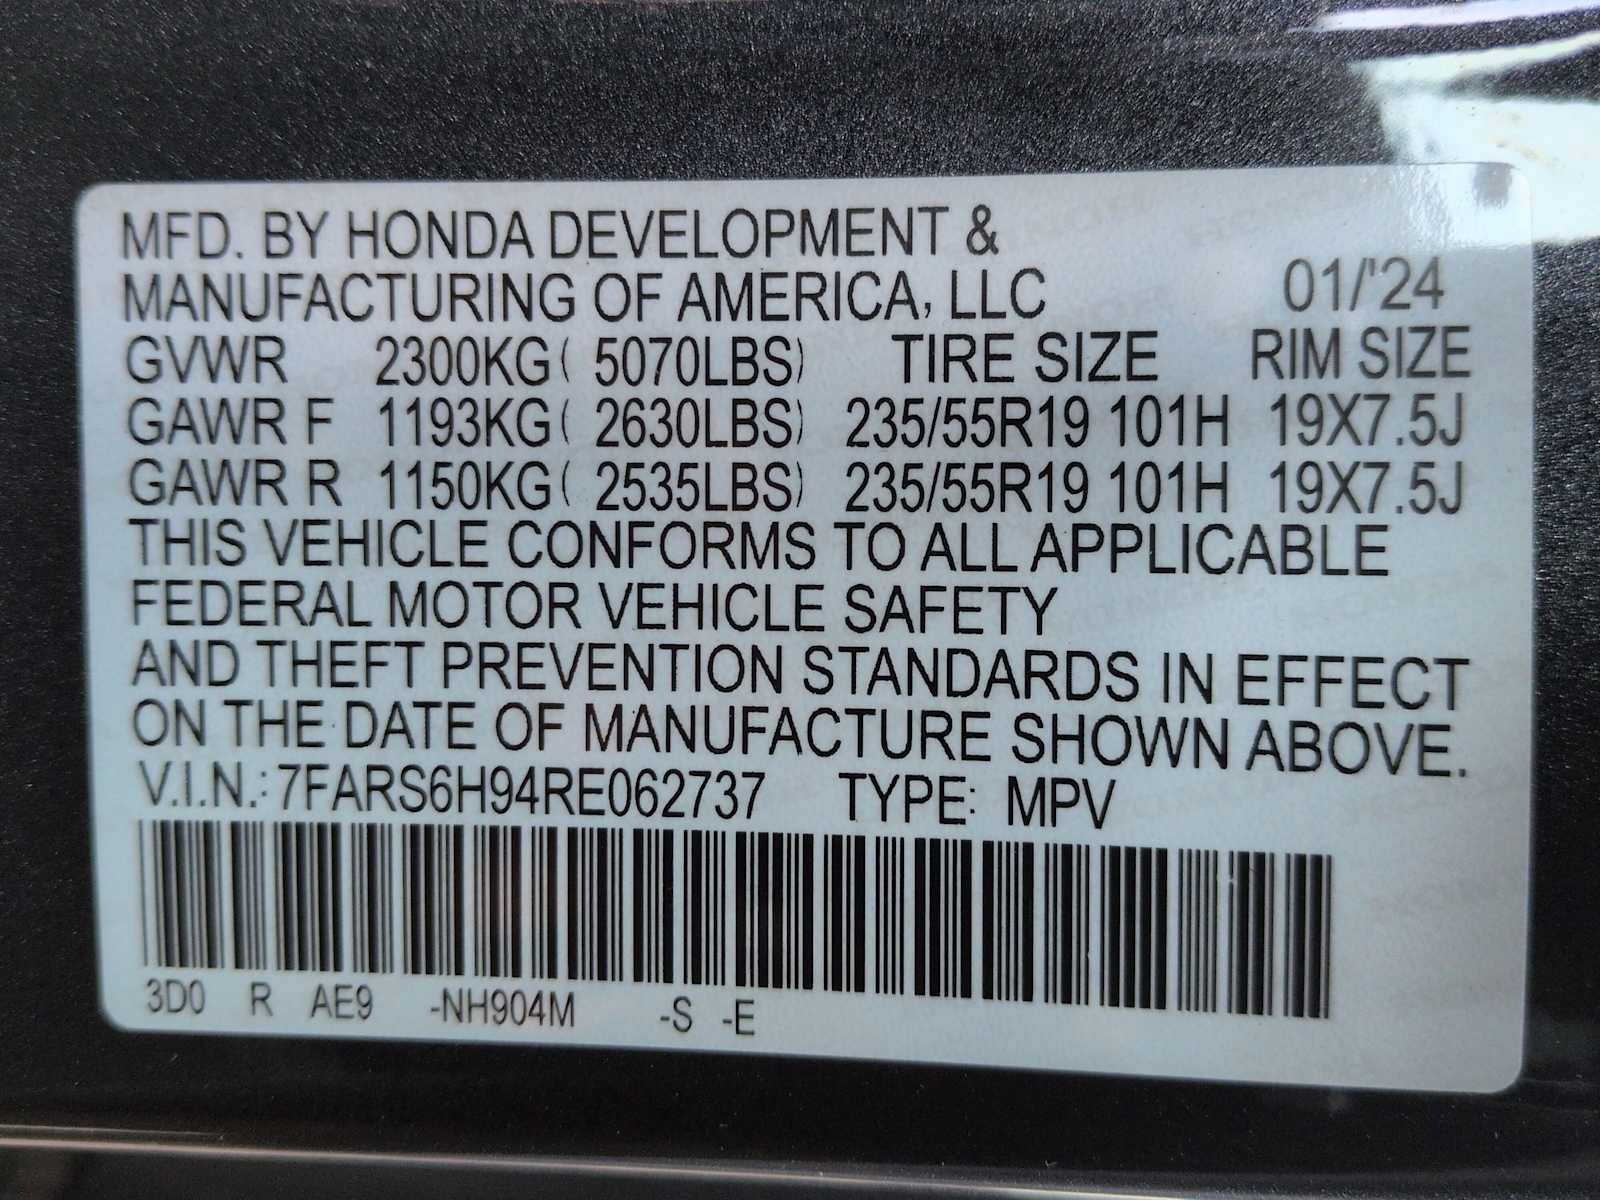 MFD. BY HONDA DEVELOPMENT &
MANUFACTURING OF AMERICA, LLC 01/'24
GVWR 2300KG( 5070LBS) TIRE SIZE RIM SIZE
GAWR F 1193KG( 2630LBS) 235/55R19 101H 19X7.5J
GAWR R 1150KG( 2535LBS) 235/55R19 101H 19X7.5J
THIS VEHICLE CONFORMS TO ALL APPLICABLE
FEDERAL MOTOR VEHICLE SAFETY
AND THEFT PREVENTION STANDARDS IN EFFECT
ON THE DATE OF MANUFACTURE SHOWN ABOVE.
V.I.N.: 7FARS6H94RE062737 TYPE: MPV
3D0 R AE9 -NH904M -S -E